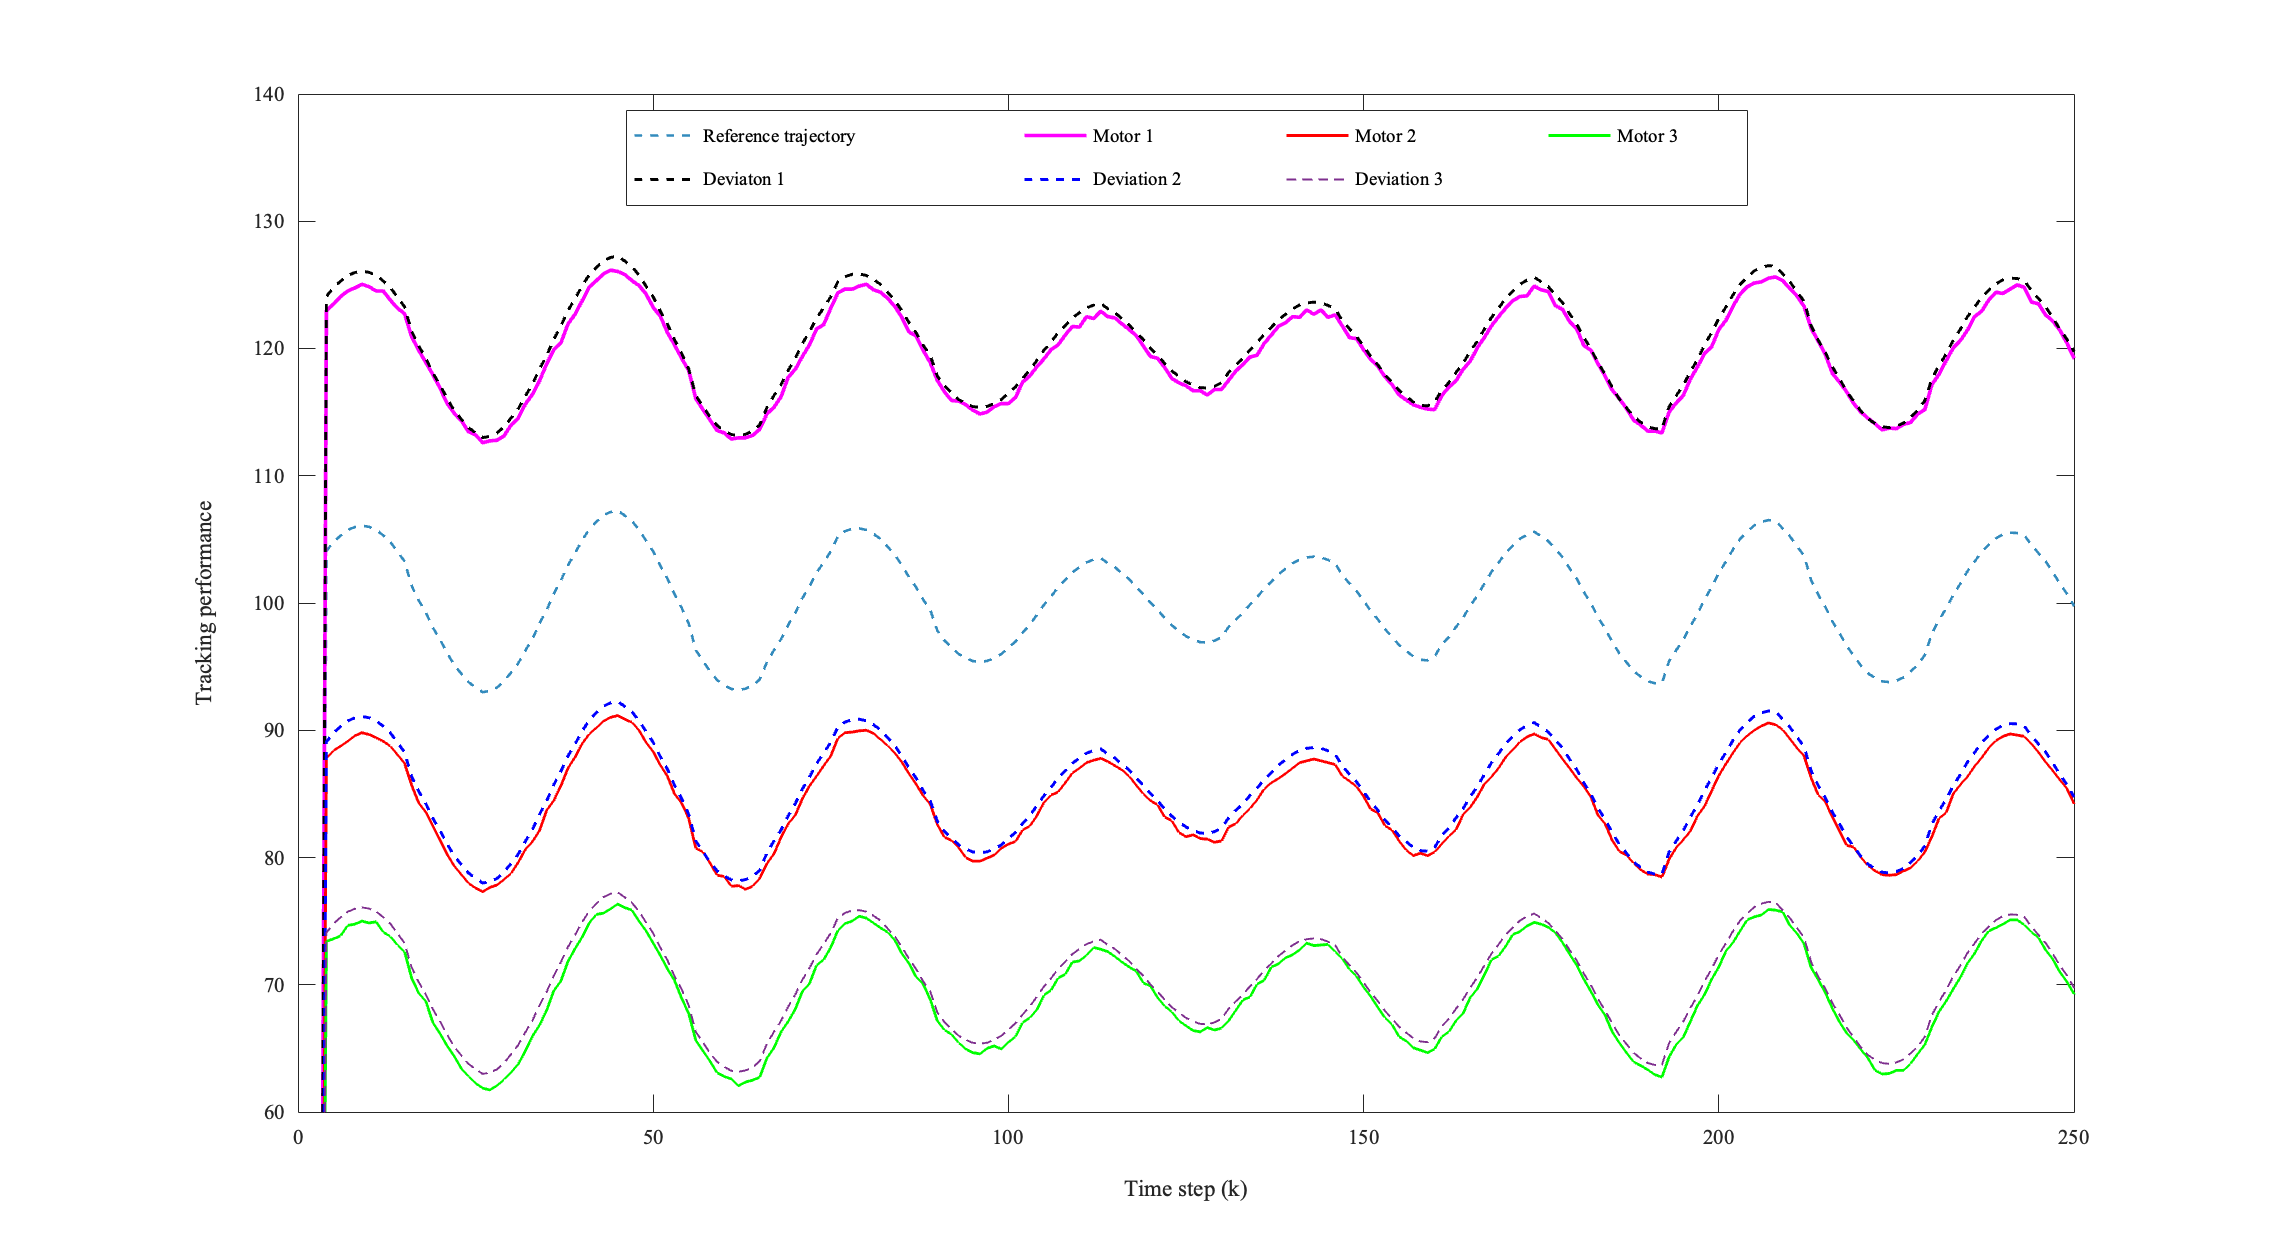 140
130
120
110
100
90
80
70
60
Tracking performance
Reference trajectory Motor 1 Motor 2 Motor 3
Deviaton 1 Deviation 2 Deviation 3
0 50 100 150 200 250
Time step (k)